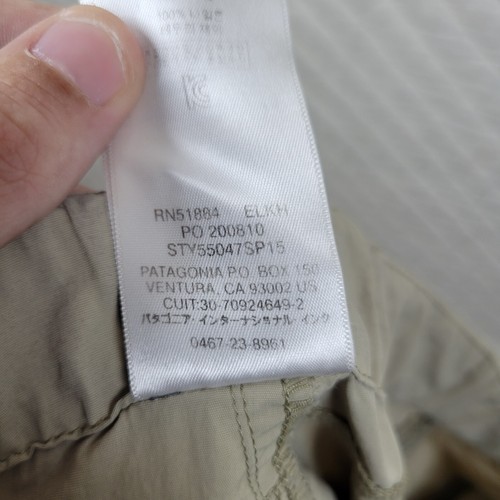 RN51884 ELKH
PO 200810
STY55047SP15
PATAGONIA P.O. BOX 150
VENTURA, CA 93002 US
CUIT:30-70924649-2
パタゴニア・インターナショナル・インク
0467-23-8961